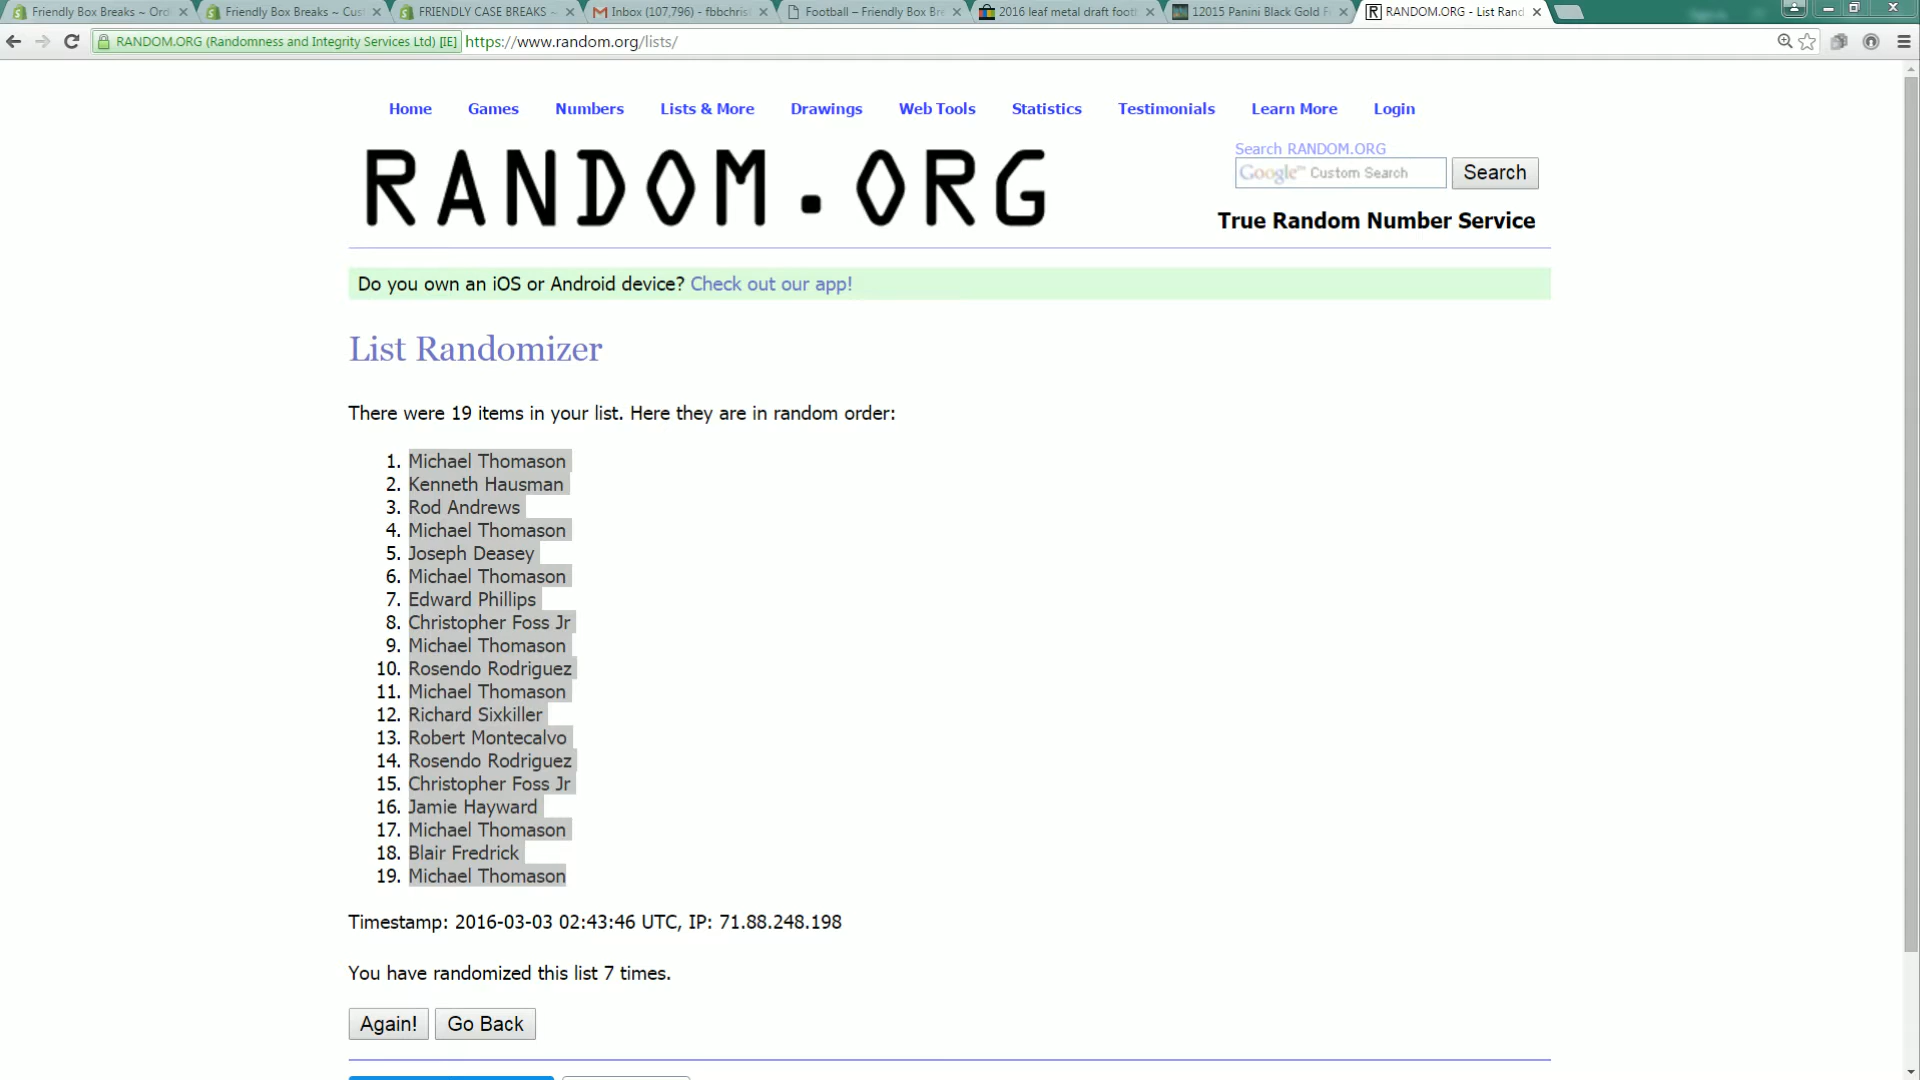 Friendly Box Breaks ~ Ord
Friendly Box Breaks ~ Cust
FRIENDLY CASE BREAKS ~
Inbox (107,796) - fbbchris
Football – Friendly Box Bre
2016 leaf metal draft footb
12015 Panini Black Gold F
RANDOM.ORG - List Rand
RANDOM.ORG (Randomness and Integrity Services Ltd) [IE] https://www.random.org/lists/
Home Games Numbers Lists & More Drawings Web Tools Statistics Testimonials Learn More Login
RANDOM.ORG
Search RANDOM.ORG
Google™ Custom Search
Search
True Random Number Service
Do you own an iOS or Android device? Check out our app!
List Randomizer
There were 19 items in your list. Here they are in random order:
1. Michael Thomason
2. Kenneth Hausman
3. Rod Andrews
4. Michael Thomason
5. Joseph Deasey
6. Michael Thomason
7. Edward Phillips
8. Christopher Foss Jr
9. Michael Thomason
10. Rosendo Rodriguez
11. Michael Thomason
12. Richard Sixkiller
13. Robert Montecalvo
14. Rosendo Rodriguez
15. Christopher Foss Jr
16. Jamie Hayward
17. Michael Thomason
18. Blair Fredrick
19. Michael Thomason
Timestamp: 2016-03-03 02:43:46 UTC, IP: 71.88.248.198
You have randomized this list 7 times.
Again!
Go Back